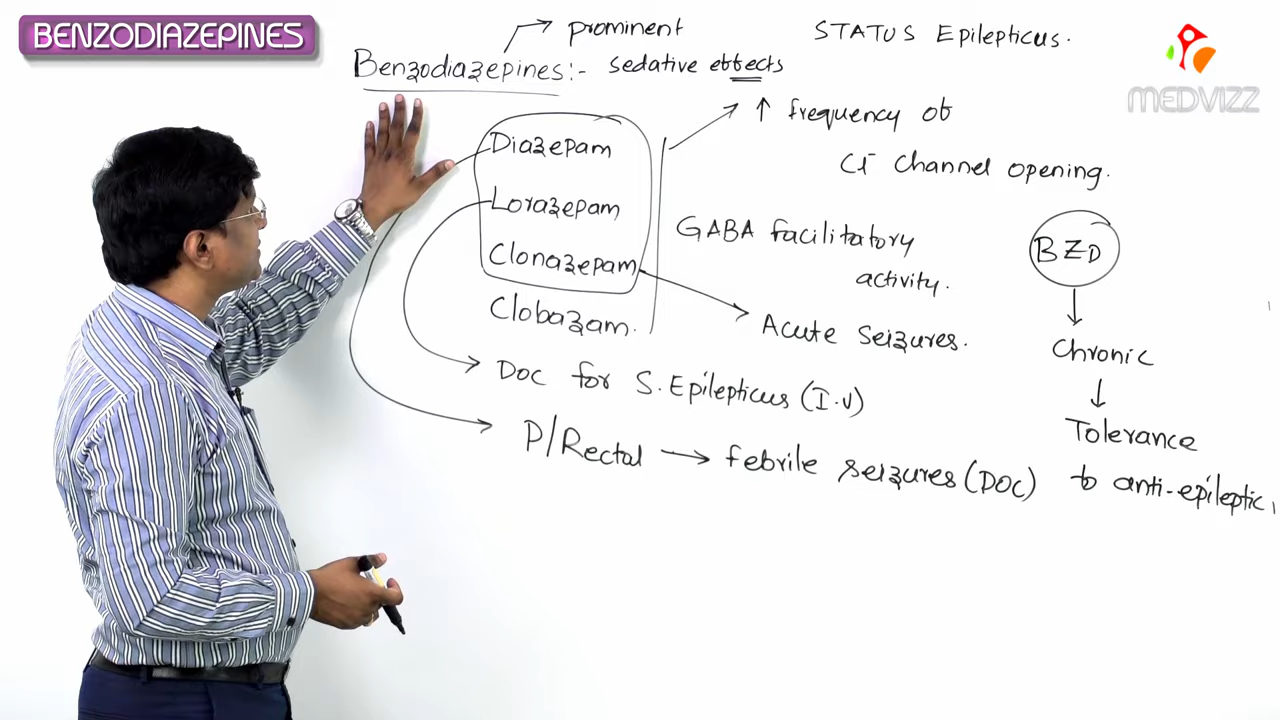 BENZODIAZEPINES
MEDVIZZ
STATUS Epilepticus.
Benzodiazepines:-
prominent
sedative effects
Diazepam
Lorazepam
Clonazepam
Clobazam.
↑ frequency of
Cl⁻ Channel opening.
GABA facilitatory
activity.
Acute Seizures.
DOC for S. Epilepticus (I.V)
P/Rectal → febrile seizures (DOC)
BZD
↓
Chronic
↓
Tolerance
to anti-epileptic